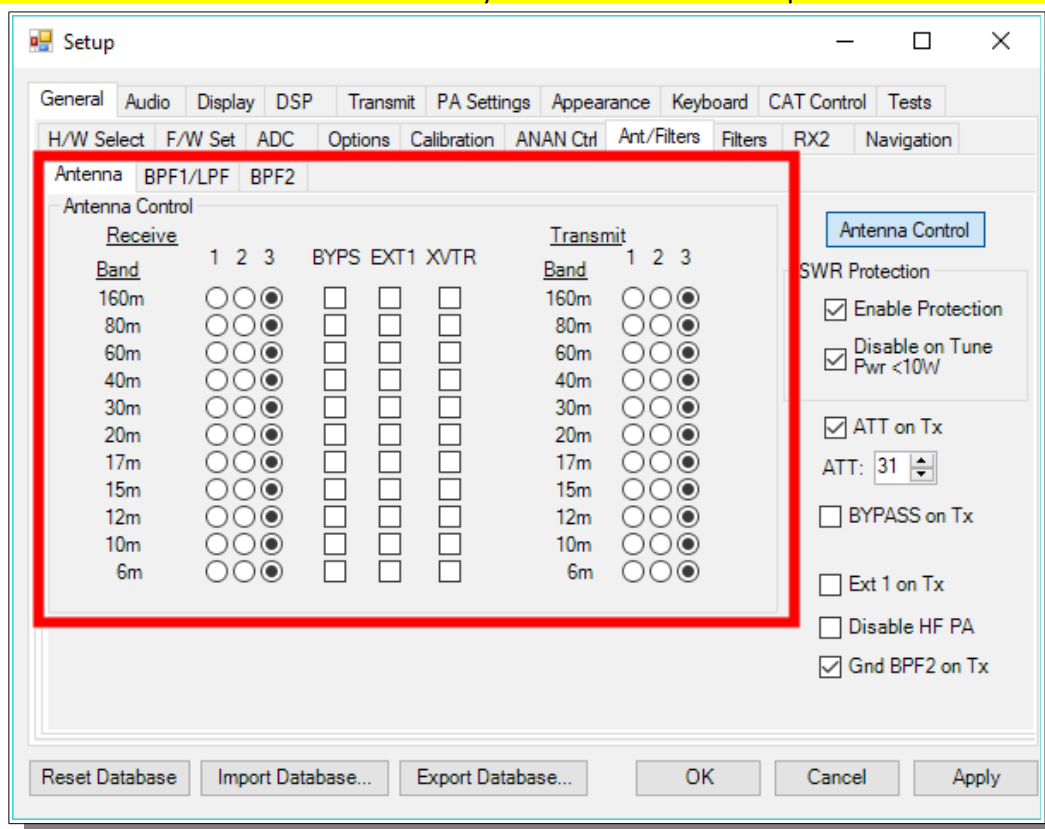 Setup
General Audio Display DSP Transmit PA Settings Appearance Keyboard CAT Control Tests
H/W Select F/W Set ADC Options Calibration ANAN Ctrl Ant/Filters Filters RX2 Navigation
Antenna BPF1/LPF BPF2
Antenna Control
Receive Transmit
Band 1 2 3 BYPS EXT1 XVTR Band 1 2 3
160m 160m
80m 80m
60m 60m
40m 40m
30m 30m
20m 20m
17m 17m
15m 15m
12m 12m
10m 10m
6m 6m
Antenna Control
SWR Protection
Enable Protection
Disable on Tune
Pwr <10W
ATT on Tx
ATT: 31
BYPASS on Tx
Ext 1 on Tx
Disable HF PA
Gnd BPF2 on Tx
Reset Database Import Database... Export Database... OK Cancel Apply